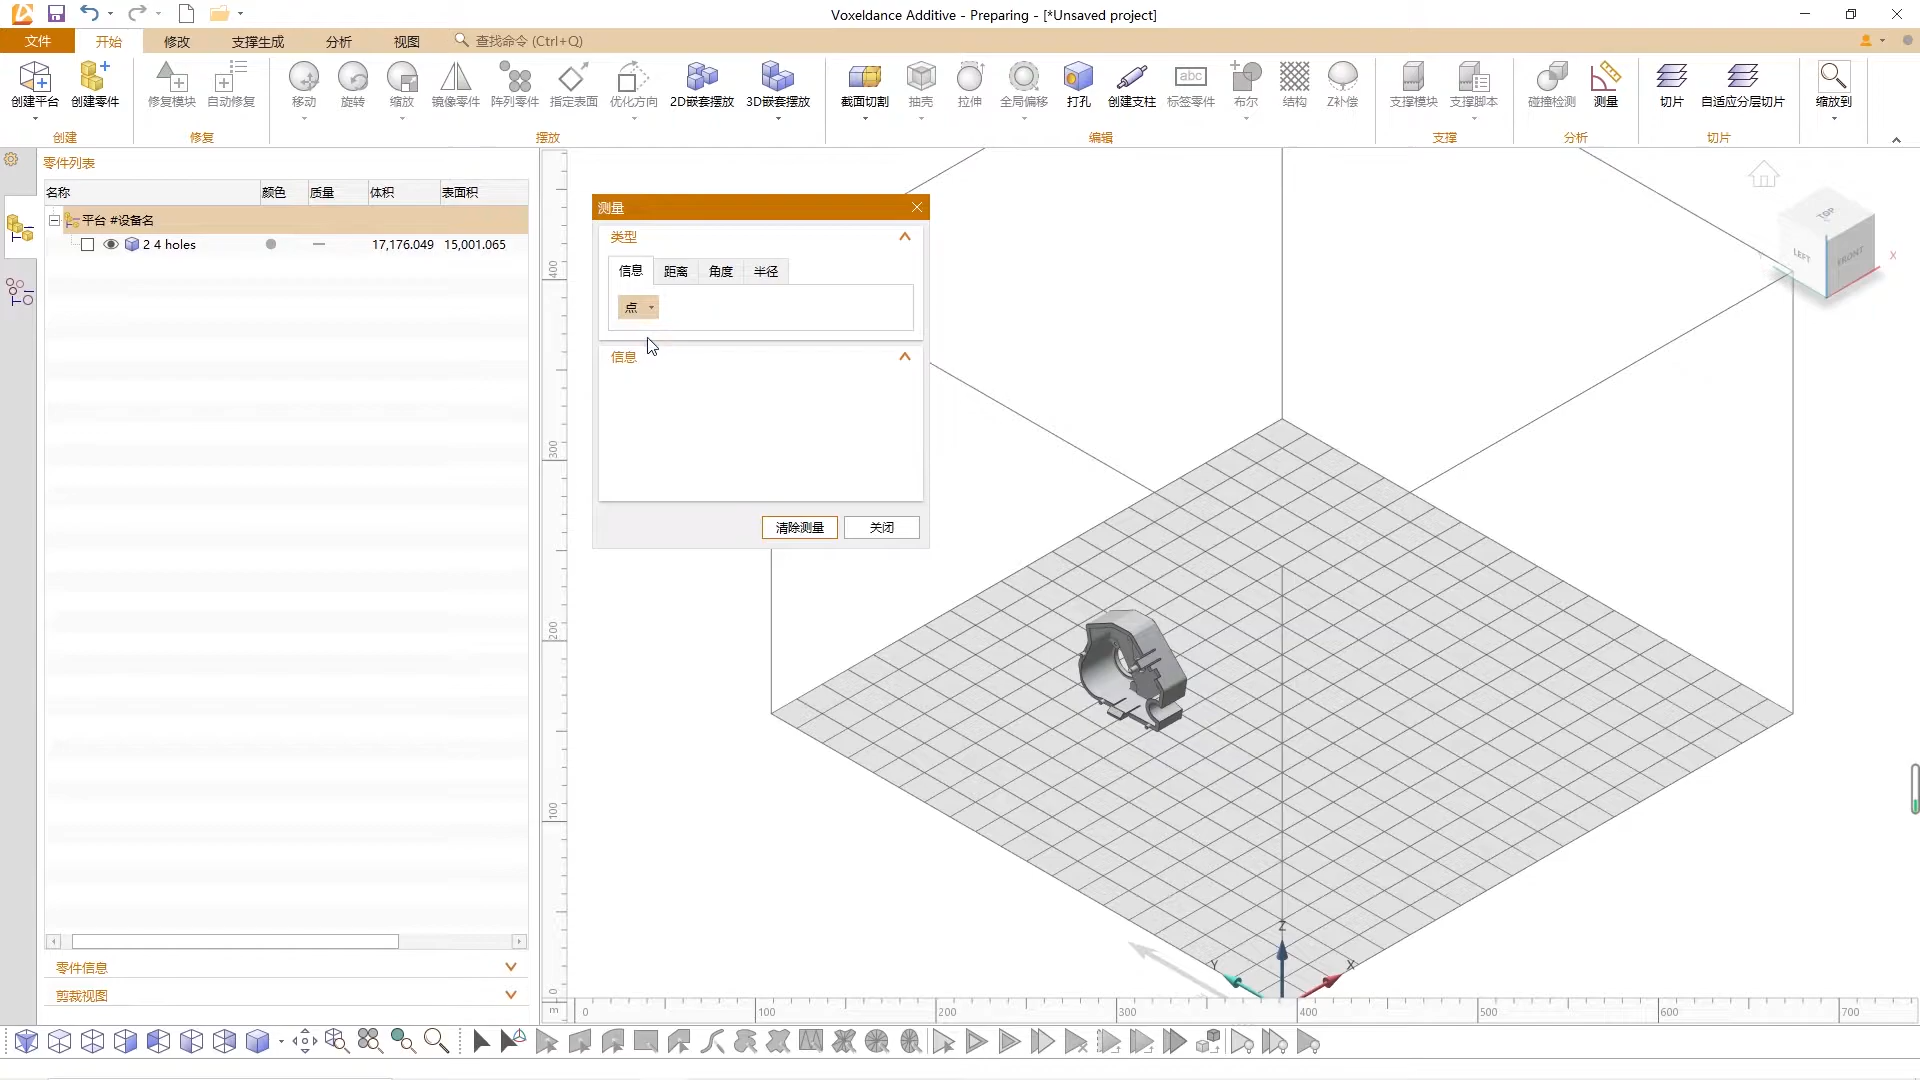 Voxeldance Additive - Preparing - [*Unsaved project]
文件 开始 修改 支撑生成 分析 视图 查找命令 (Ctrl+Q)
创建平台 创建零件 修复模块 自动修复 移动 旋转 缩放 镜像零件 阵列零件 指定表面 优化方向 2D嵌套摆放 3D嵌套摆放 截面切割 抽壳 拉伸 全局偏移 打孔 创建支柱 abc 标签零件 布尔 结构 Z补偿 支撑模块 支撑脚本 碰撞检测 测量 切片 自适应分层切片 缩放到
创建 修复 摆放 编辑 支撑 分析 切片
零件列表
名称 颜色 质量 体积 表面积
平台 #设备名
2 4 holes 17,176.049 15,001.065
测量
类型
信息 距离 角度 半径
点
信息
清除测量 关闭
TOP
LEFT FRONT
X
400
300
200
100
0
Z
Y X
m 0 100 200 300 400 500 600 700
零件信息
剪裁视图